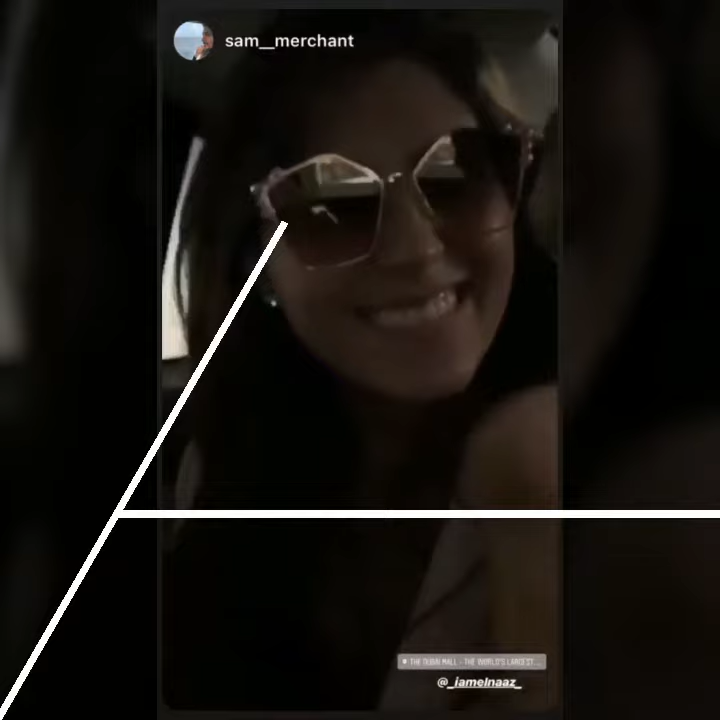 sam__merchant
THE DUBAI MALL - THE WORLD'S LARGEST...
@_iamelnaaz_